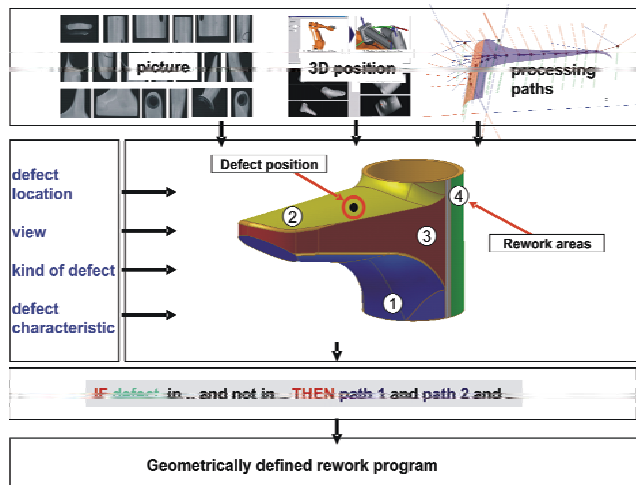 picture
3D position
processing
paths
defect
location
view
kind of defect
defect
characteristic
Defect position
Rework areas
2
4
3
1
IF defect in ... and not in... THEN path 1 and path 2 and ...
Geometrically defined rework program